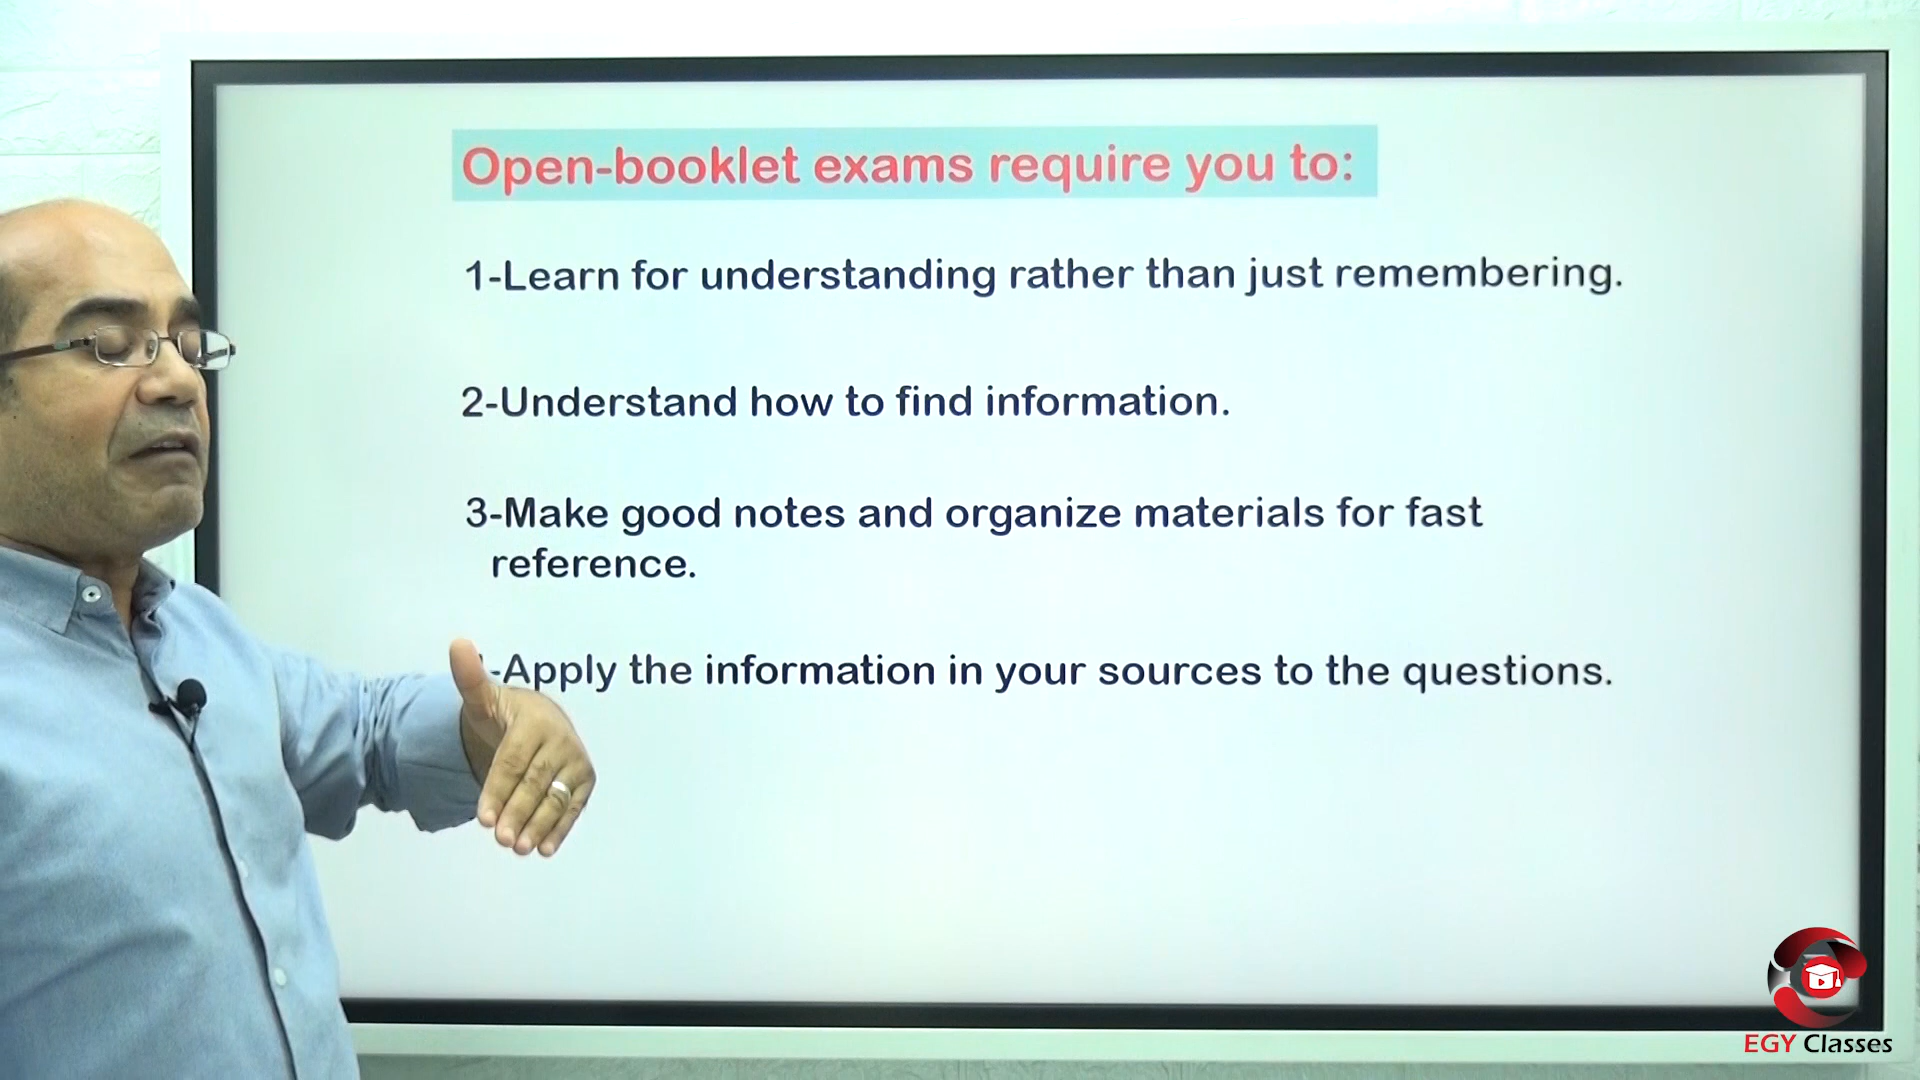 Open-booklet exams require you to:
1-Learn for understanding rather than just remembering.
2-Understand how to find information.
3-Make good notes and organize materials for fast
reference.
-Apply the information in your sources to the questions.
EGY Classes